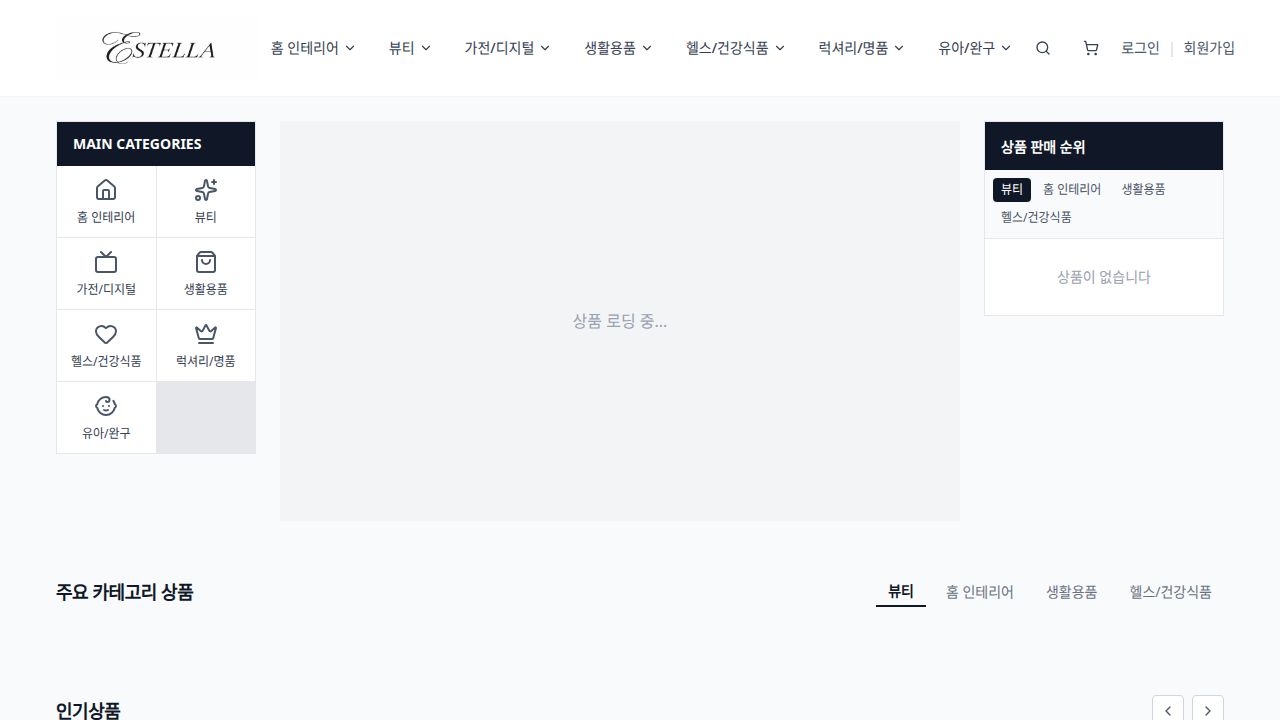 ESTELLA
홈 인테리어
뷰티
가전/디지털
생활용품
헬스/건강식품
럭셔리/명품
유아/완구
로그인 | 회원가입
MAIN CATEGORIES
홈 인테리어
뷰티
가전/디지털
생활용품
헬스/건강식품
럭셔리/명품
유아/완구
상품 로딩 중...
상품 판매 순위
뷰티
홈 인테리어
생활용품
헬스/건강식품
상품이 없습니다
주요 카테고리 상품
뷰티
홈 인테리어
생활용품
헬스/건강식품
인기상품